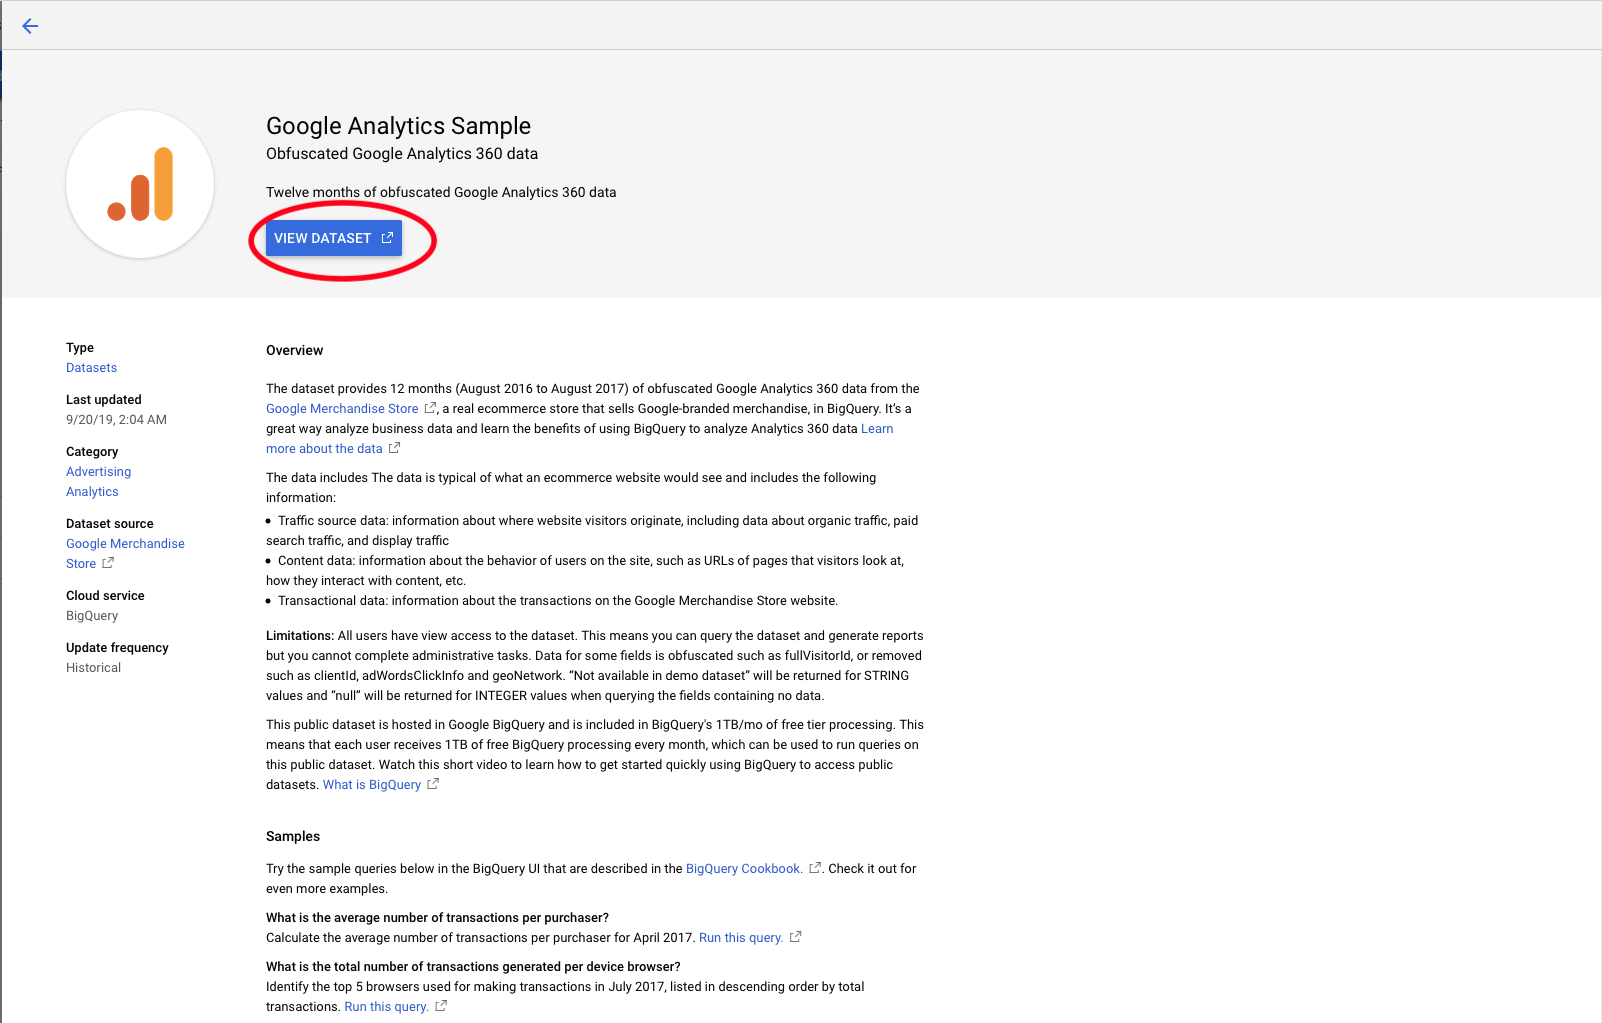 Google Analytics Sample
Obfuscated Google Analytics 360 data
Twelve months of obfuscated Google Analytics 360 data
VIEW DATASET
Type
Datasets
Last updated
9/20/19, 2:04 AM
Category
Advertising
Analytics
Dataset source
Google Merchandise
Store
Cloud service
BigQuery
Update frequency
Historical
Overview
The dataset provides 12 months (August 2016 to August 2017) of obfuscated Google Analytics 360 data from the
Google Merchandise Store , a real ecommerce store that sells Google-branded merchandise, in BigQuery. It’s a
great way analyze business data and learn the benefits of using BigQuery to analyze Analytics 360 data Learn
more about the data
The data includes The data is typical of what an ecommerce website would see and includes the following
information:
• Traffic source data: information about where website visitors originate, including data about organic traffic, paid
search traffic, and display traffic
• Content data: information about the behavior of users on the site, such as URLs of pages that visitors look at,
how they interact with content, etc.
• Transactional data: information about the transactions on the Google Merchandise Store website.
Limitations: All users have view access to the dataset. This means you can query the dataset and generate reports
but you cannot complete administrative tasks. Data for some fields is obfuscated such as fullVisitorId, or removed
such as clientId, adWordsClickInfo and geoNetwork. “Not available in demo dataset” will be returned for STRING
values and “null” will be returned for INTEGER values when querying the fields containing no data.
This public dataset is hosted in Google BigQuery and is included in BigQuery's 1TB/mo of free tier processing. This
means that each user receives 1TB of free BigQuery processing every month, which can be used to run queries on
this public dataset. Watch this short video to learn how to get started quickly using BigQuery to access public
datasets. What is BigQuery
Samples
Try the sample queries below in the BigQuery UI that are described in the BigQuery Cookbook. . Check it out for
even more examples.
What is the average number of transactions per purchaser?
Calculate the average number of transactions per purchaser for April 2017. Run this query.
What is the total number of transactions generated per device browser?
Identify the top 5 browsers used for making transactions in July 2017, listed in descending order by total
transactions. Run this query.